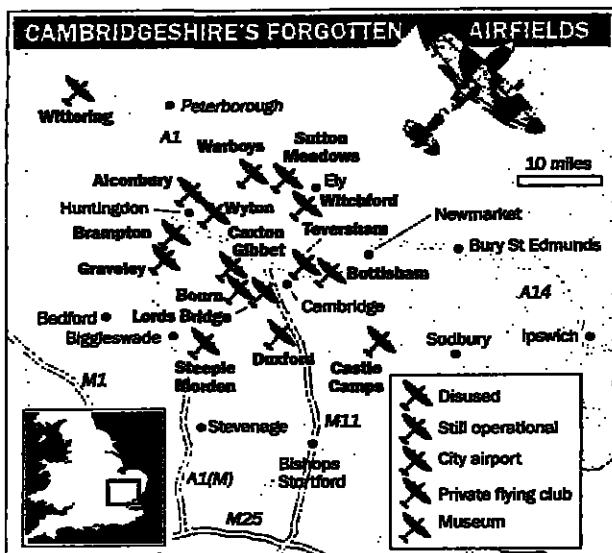 CAMBRIDGESHIRE'S FORGOTTEN AIRFIELDS
Wittering
Peterborough
A1
Warboys
Sutton
Meadows
10 miles
Alconbury
Ely
Huntingdon
Wyton
Witchford
Brampton
Caxton
Gibbet
Teversham
Newmarket
Bury St Edmunds
Graveley
Bottisham
A14
Bourn
Cambridge
Bedford
Lords Bridge
Biggleswade
Duxford
Sudbury
Ipswich
Steeple
Morden
Castle
Camps
M1
Disused
Stevenage
M11
Still operational
City airport
A1(M)
Bishops
Stortford
Private flying club
M25
Museum